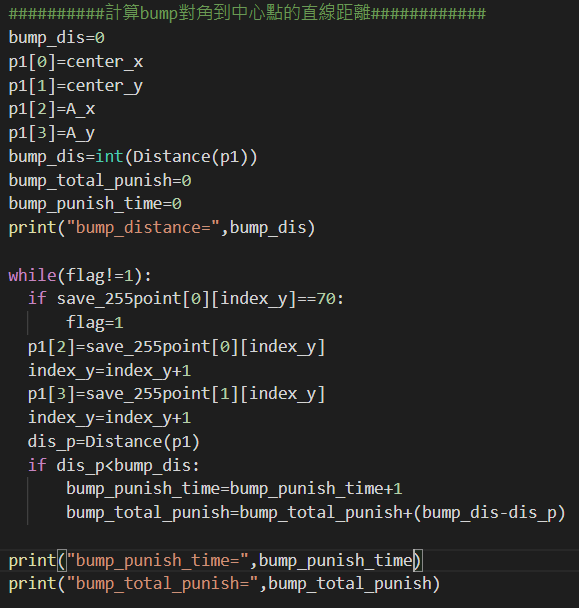 ##########計算bump對角到中心點的直線距離############
bump_dis=0
p1[0]=center_x
p1[1]=center_y
p1[2]=A_x
p1[3]=A_y
bump_dis=int(Distance(p1))
bump_total_punish=0
bump_punish_time=0
print("bump_distance=",bump_dis)
while(flag!=1):
if save_255point[0][index_y]==70:
flag=1
p1[2]=save_255point[0][index_y]
index_y=index_y+1
p1[3]=save_255point[1][index_y]
index_y=index_y+1
dis_p=Distance(p1)
if dis_p<bump_dis:
bump_punish_time=bump_punish_time+1
bump_total_punish=bump_total_punish+(bump_dis-dis_p)
print("bump_punish_time=",bump_punish_time)
print("bump_total_punish=",bump_total_punish)